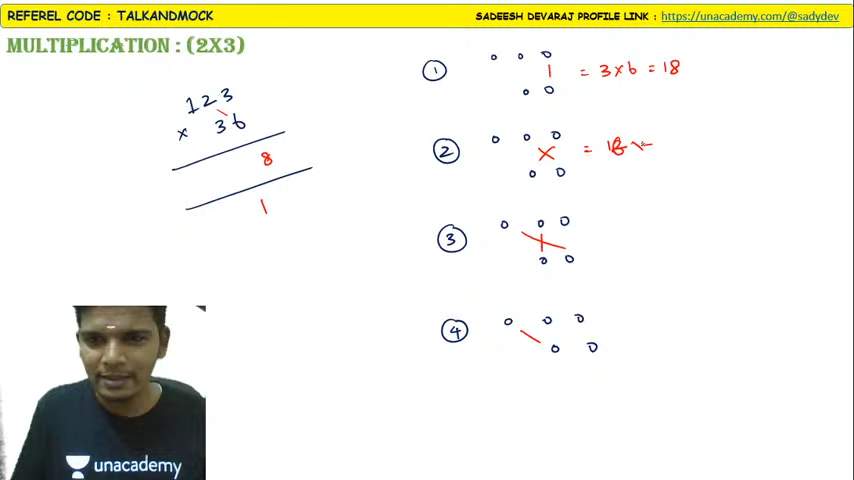 REFEREL CODE : TALKANDMOCK
SADEESH DEVARAJ PROFILE LINK : https://unacademy.com/@sadydev
MULTIPLICATION : (2X3)
123
x 36
8
1
1 = 3x6 = 18
2 =
3
4
unacademy